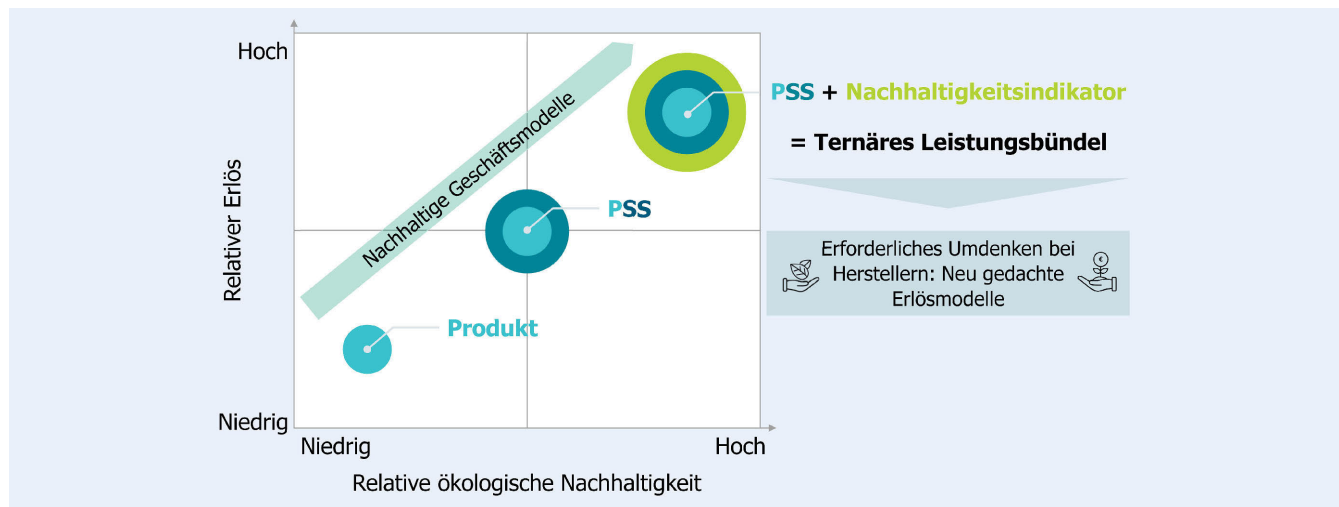 Hoch
Relativer Erlös
Niedrig
Niedrig
Hoch
Relative ökologische Nachhaltigkeit
Nachhaltige Geschäftsmodelle
Produkt
PSS
PSS + Nachhaltigkeitsindikator
= Ternäres Leistungsbündel
Erforderliches Umdenken bei
Herstellern: Neu gedachte
Erlösmodelle
€